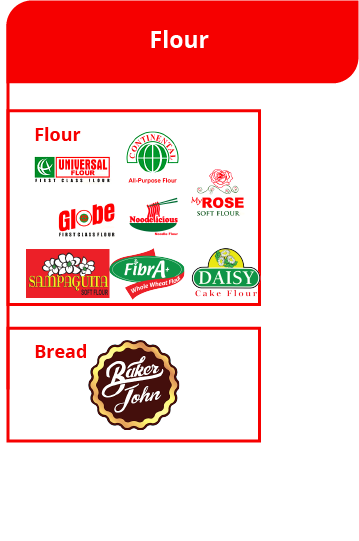 Flour
Flour
UNIVERSAL
FLOUR
FIRST CLASS FLOUR
CONTINENTAL
All-Purpose Flour
My ROSE
SOFT FLOUR
Globe
FIRST CLASS FLOUR
Noodelicious
Noodle Flour
SAMPAGUITA
SOFT FLOUR
FibrA+
Whole Wheat Flour
DAISY
Cake Flour
Bread
Baker
John